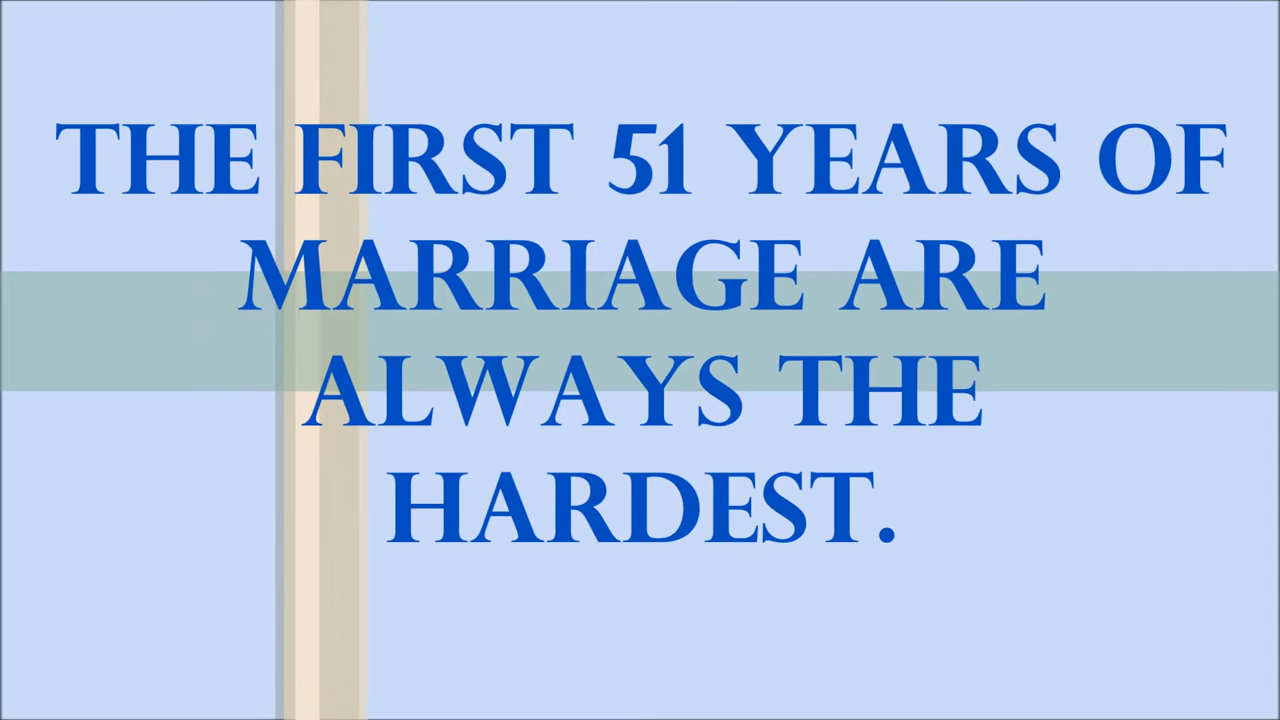 THE FIRST 51 YEARS OF
MARRIAGE ARE
ALWAYS THE
HARDEST.